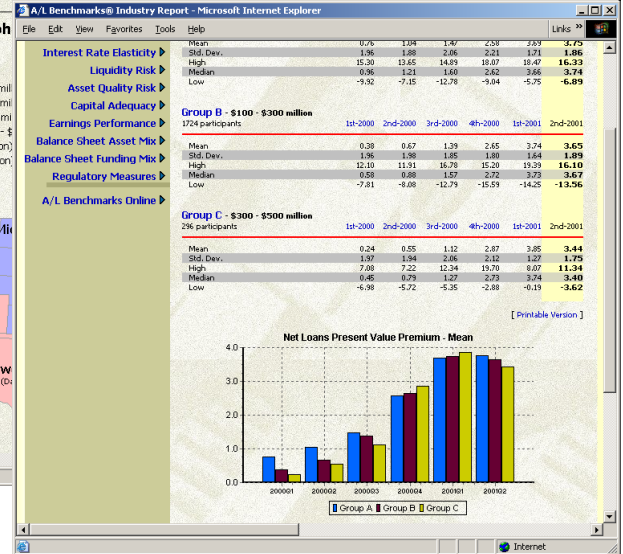 A/L Benchmarks® Industry Report - Microsoft Internet Explorer
File Edit View Favorites Tools Help Links »
Interest Rate Elasticity
Liquidity Risk
Asset Quality Risk
Capital Adequacy
Earnings Performance
Balance Sheet Asset Mix
Balance Sheet Funding Mix
Regulatory Measures
A/L Benchmarks Online
Mean 0.76 1.04 1.47 2.58 3.69 3.75
Std. Dev. 1.96 1.88 2.06 2.21 1.71 1.86
High 15.30 13.65 14.89 18.07 18.47 16.33
Median 0.96 1.21 1.60 2.62 3.66 3.74
Low -9.92 -7.15 -12.78 -9.04 -5.75 -6.89
Group B - $100 - $300 million
1724 participants 1st-2000 2nd-2000 3rd-2000 4th-2000 1st-2001 2nd-2001
Mean 0.38 0.67 1.39 2.65 3.74 3.65
Std. Dev. 1.96 1.98 1.85 1.80 1.64 1.89
High 12.10 11.91 16.78 15.20 19.39 16.10
Median 0.58 0.88 1.57 2.72 3.73 3.67
Low -7.81 -8.08 -12.79 -15.59 -14.25 -13.56
Group C - $300 - $500 million
296 participants 1st-2000 2nd-2000 3rd-2000 4th-2000 1st-2001 2nd-2001
Mean 0.24 0.55 1.12 2.87 3.85 3.44
Std. Dev. 1.97 1.94 2.06 2.12 1.27 1.75
High 7.08 7.22 12.34 19.70 8.07 11.34
Median 0.45 0.79 1.27 2.73 3.74 3.40
Low -6.98 -5.72 -5.35 -2.88 -0.19 -3.62
[ Printable Version ]
Net Loans Present Value Premium - Mean
4.0
3.0
2.0
1.0
0.0
2000Q1 2000Q2 2000Q3 2000Q4 2001Q1 2001Q2
Group A Group B Group C
Internet